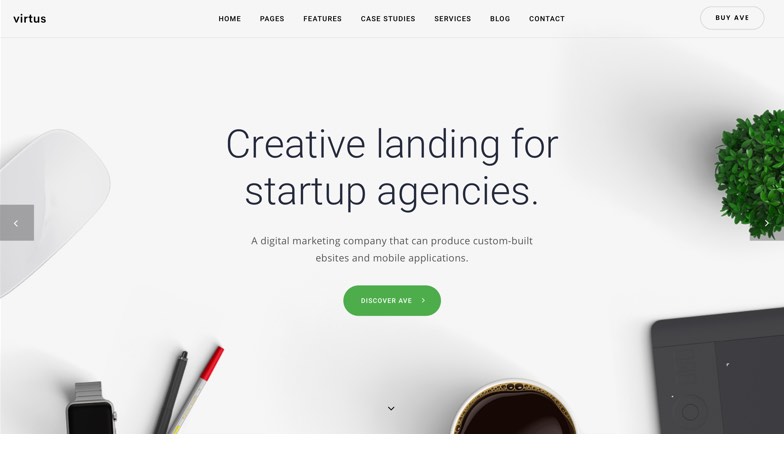 virtus
HOME PAGES FEATURES CASE STUDIES SERVICES BLOG CONTACT
BUY AVE
Creative landing for
startup agencies.
A digital marketing company that can produce custom-built
ebsites and mobile applications.
DISCOVER AVE